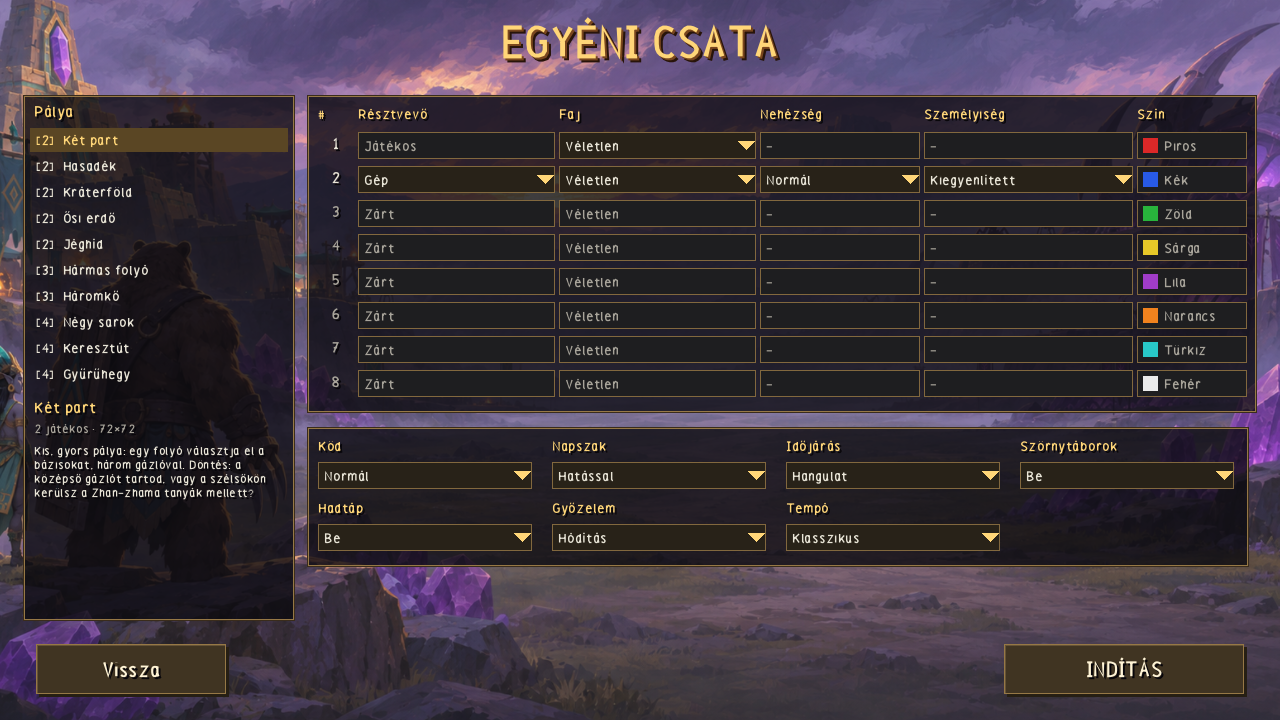 EGYÉNI CSATA
Pálya
[2] Két part
[2] Hasadék
[2] Kráterföld
[2] Ősi erdő
[2] Jéghíd
[3] Hármas folyó
[3] Háromkő
[4] Négy sarok
[4] Keresztút
[4] Gyűrűhegy
Két part
2 játékos · 72×72
Kis, gyors pálya: egy folyó választja el a
bázisokat, három gázlóval. Döntés: a
középső gázlót tartod, vagy a szélsőkön
kerülsz a Zhan-zhama tanyák mellett?
# Résztvevő Faj Nehézség Személyiség Szín
1 Játékos Véletlen - - Piros
2 Gép Véletlen Normál Kiegyenlített Kék
3 Zárt Véletlen - - Zöld
4 Zárt Véletlen - - Sárga
5 Zárt Véletlen - - Lila
6 Zárt Véletlen - - Narancs
7 Zárt Véletlen - - Türkiz
8 Zárt Véletlen - - Fehér
Köd Napszak Időjárás Szörnytáborok
Normál Hatással Hangulat Be
Hadtáp Győzelem Tempó
Be Hódítás Klasszikus
Vissza
INDÍTÁS